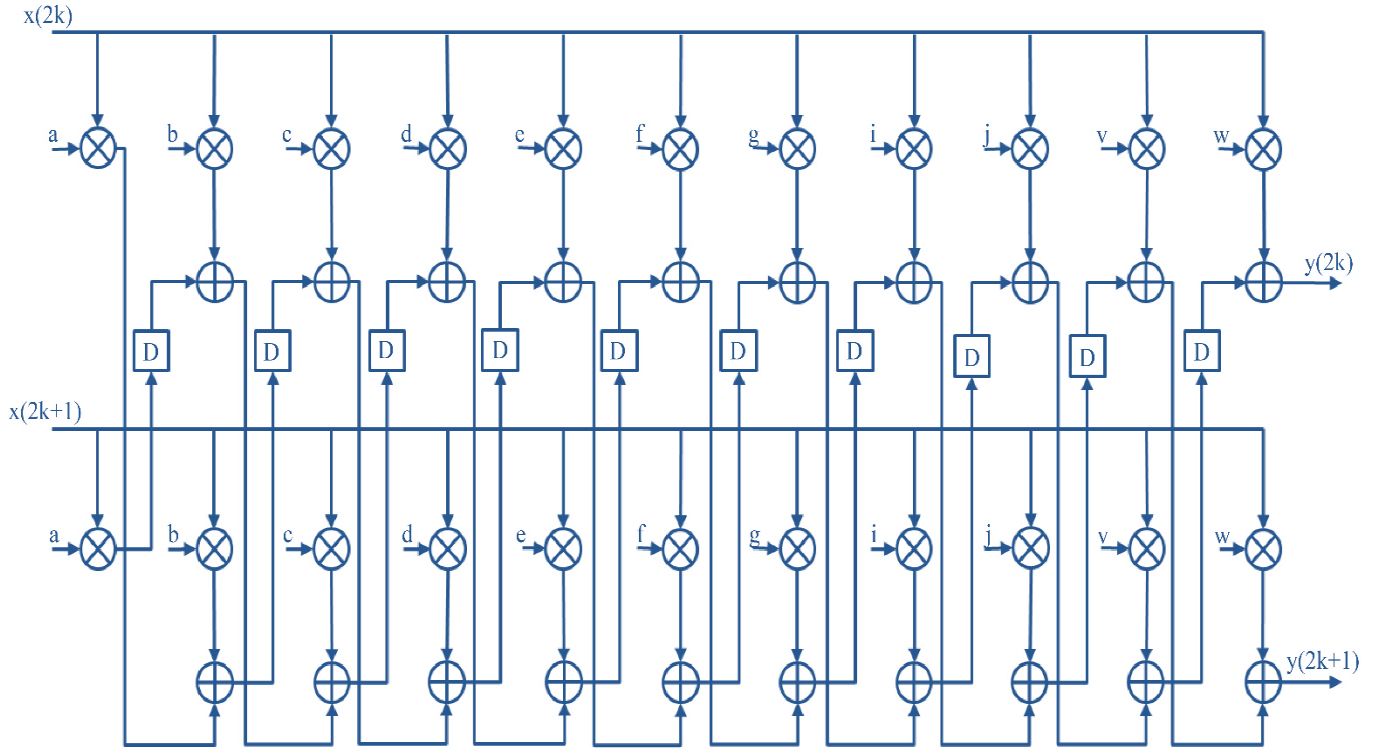 x(2k)
a b c d e f g i j v w
y(2k)
D D D D D D D D D D
x(2k+1)
a b c d e f g i j v w
y(2k+1)